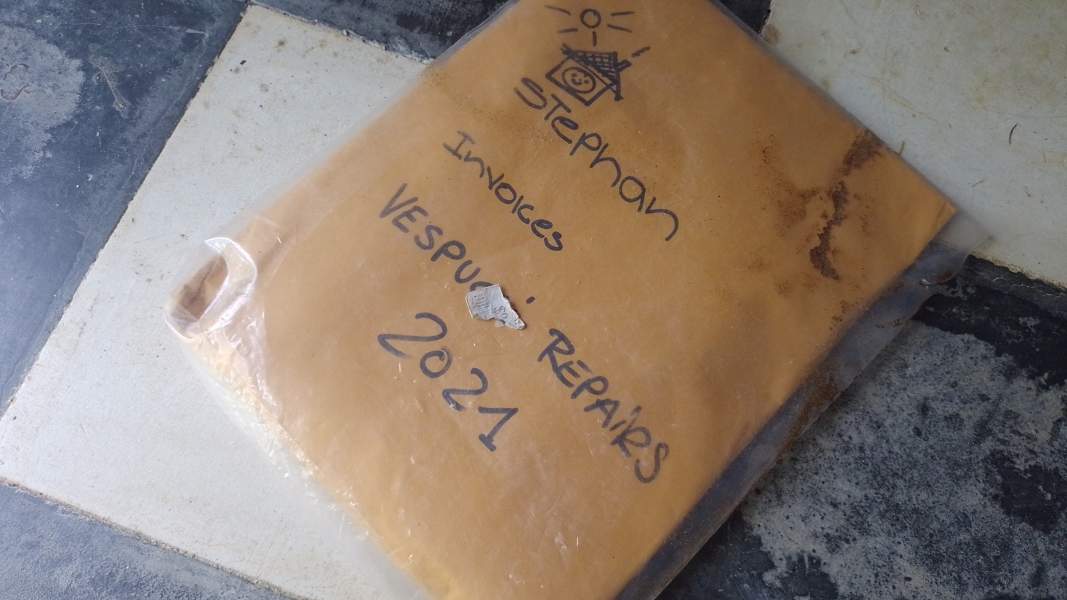 Stephan
Invoices
REPAIRS
2021